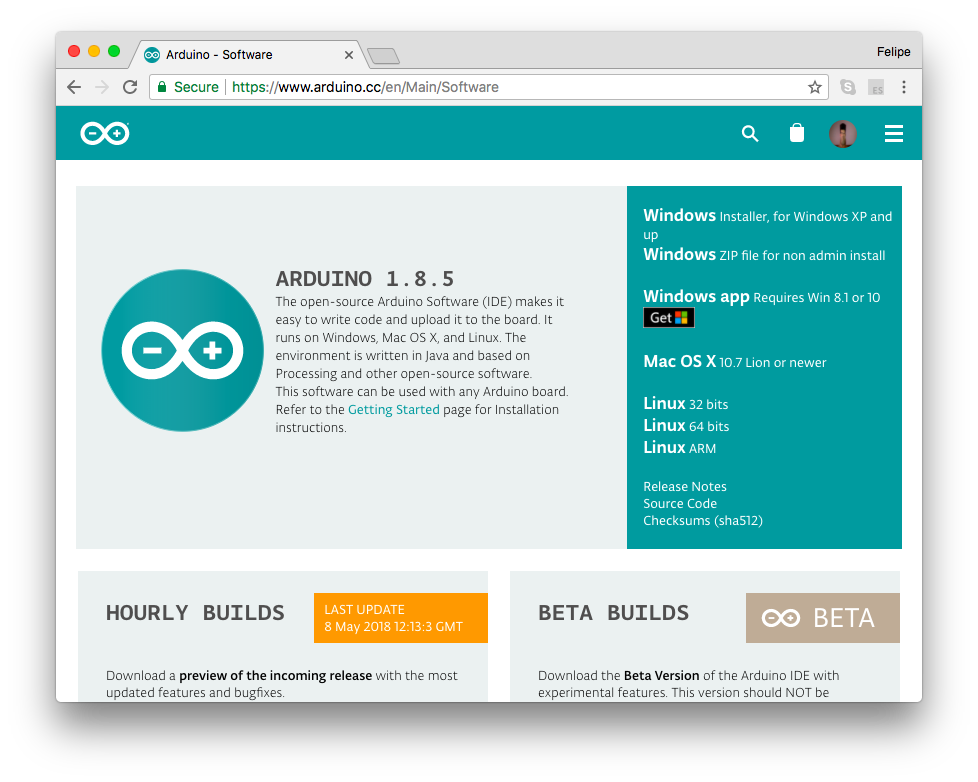 Arduino - Software
Felipe
Secure
https://www.arduino.cc/en/Main/Software
ES
ARDUINO 1.8.5
The open-source Arduino Software (IDE) makes it
easy to write code and upload it to the board. It
runs on Windows, Mac OS X, and Linux. The
environment is written in Java and based on
Processing and other open-source software.
This software can be used with any Arduino board.
Refer to the Getting Started page for Installation
instructions.
Windows Installer, for Windows XP and
up
Windows ZIP file for non admin install
Windows app Requires Win 8.1 or 10
Get
Mac OS X 10.7 Lion or newer
Linux 32 bits
Linux 64 bits
Linux ARM
Release Notes
Source Code
Checksums (sha512)
HOURLY BUILDS
LAST UPDATE
8 May 2018 12:13:3 GMT
Download a preview of the incoming release with the most
updated features and bugfixes.
BETA BUILDS
BETA
Download the Beta Version of the Arduino IDE with
experimental features. This version should NOT be